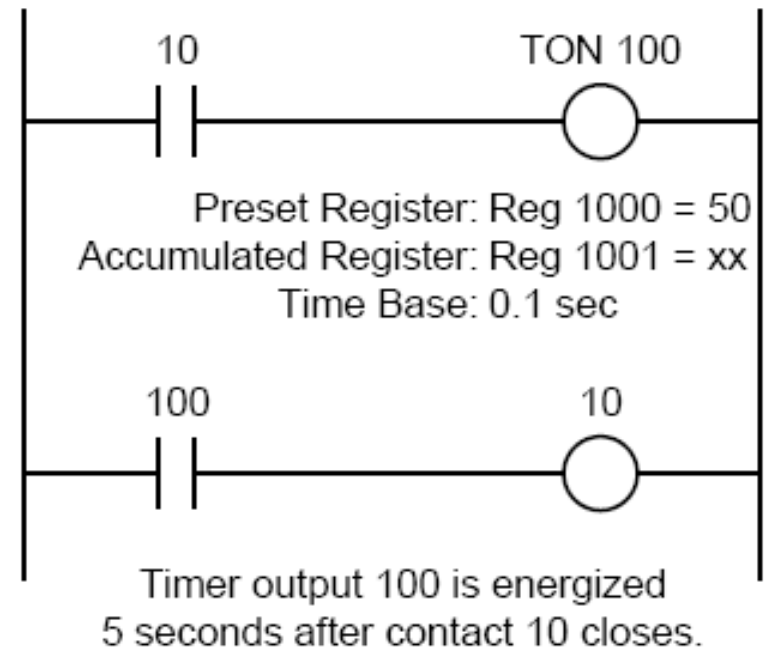 10 TON 100
Preset Register: Reg 1000 = 50
Accumulated Register: Reg 1001 = xx
Time Base: 0.1 sec
100 10
Timer output 100 is energized
5 seconds after contact 10 closes.